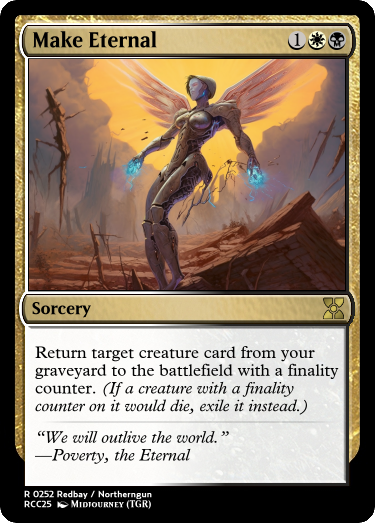 Make Eternal
1
Sorcery
Return target creature card from your
graveyard to the battlefield with a finality
counter. (If a creature with a finality
counter on it would die, exile it instead.)
“We will outlive the world.”
—Poverty, the Eternal
R 0252 Redbay / Northerngun
RCC25 Midjourney (TGR)